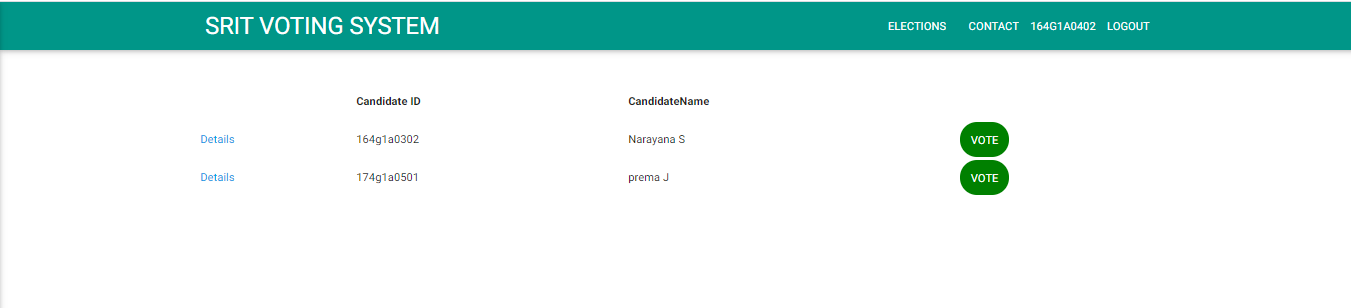 SRIT VOTING SYSTEM ELECTIONS CONTACT 164G1A0402 LOGOUT
Candidate ID CandidateName
Details 164g1a0302 Narayana S VOTE
Details 174g1a0501 prema J VOTE